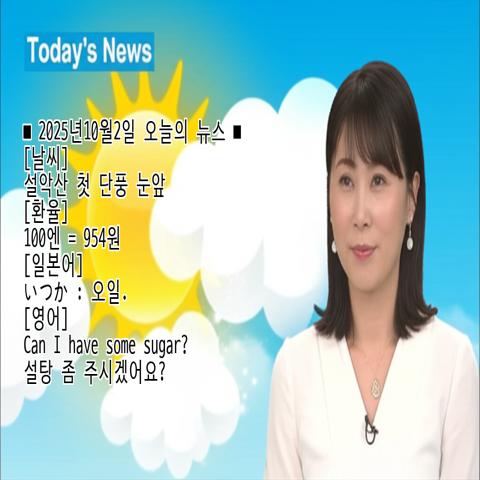 Today's News
■ 2025년10월2일 오늘의 뉴스 ■
[날씨]
설악산 첫 단풍 눈앞
[환율]
100엔 = 954원
[일본어]
いつか : 오일.
[영어]
Can I have some sugar?
설탕 좀 주시겠어요?